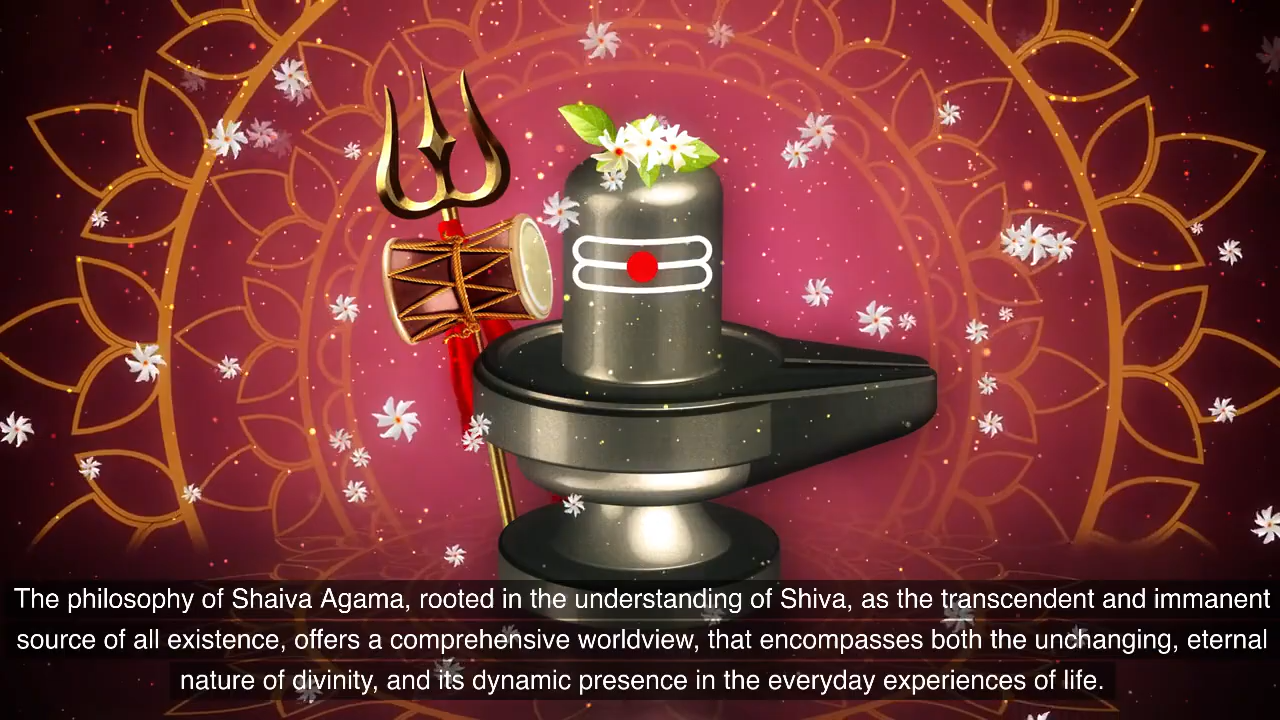 The philosophy of Shaiva Agama, rooted in the understanding of Shiva, as the transcendent and immanent
source of all existence, offers a comprehensive worldview, that encompasses both the unchanging, eternal
nature of divinity, and its dynamic presence in the everyday experiences of life.